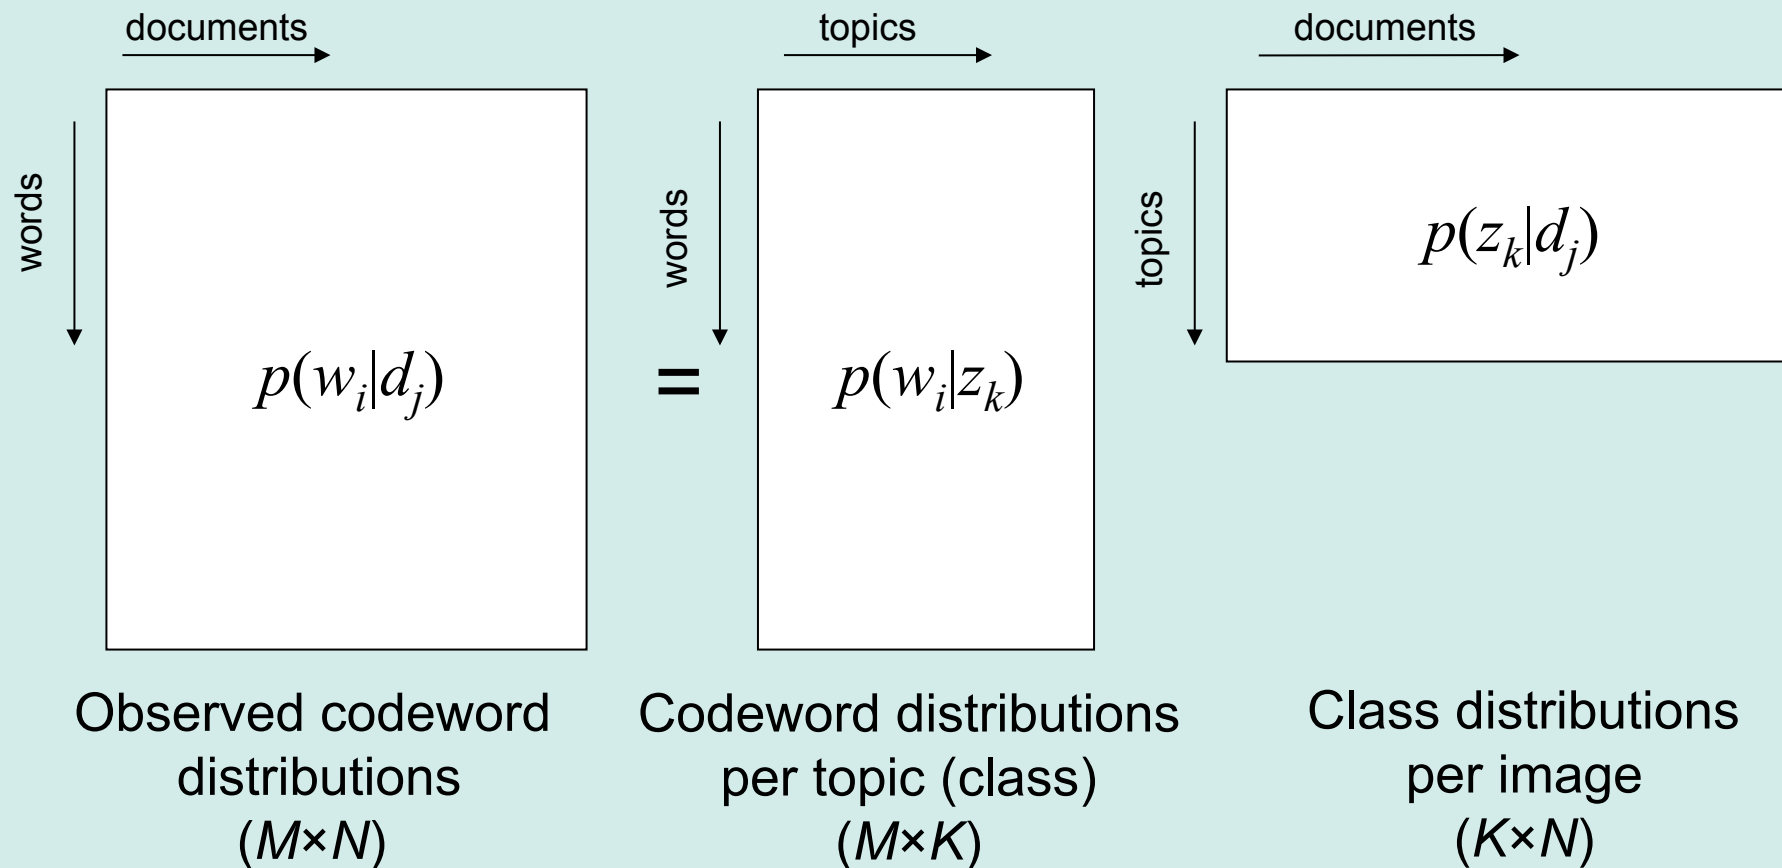 documents
words
p(w_i|d_j)
Observed codeword
distributions
(M×N)
=
topics
words
p(w_i|z_k)
Codeword distributions
per topic (class)
(M×K)
documents
topics
p(z_k|d_j)
Class distributions
per image
(K×N)